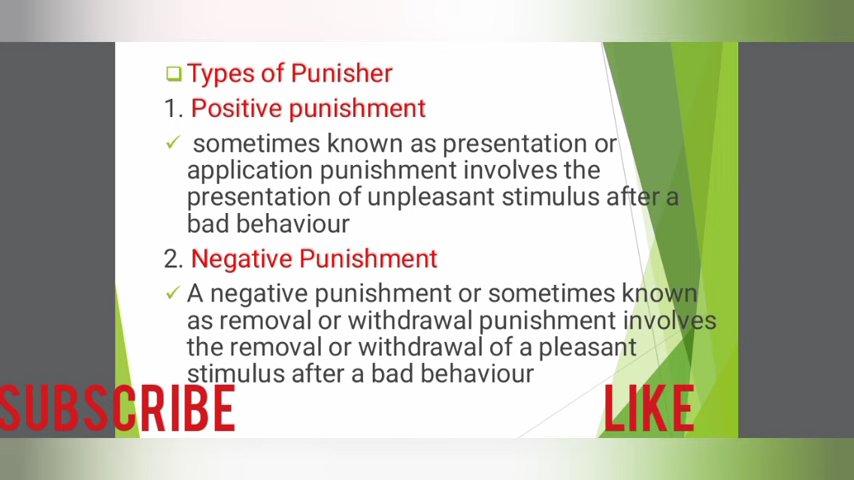 Types of Punisher
1. Positive punishment
✓ sometimes known as presentation or
application punishment involves the
presentation of unpleasant stimulus after a
bad behaviour
2. Negative Punishment
✓ A negative punishment or sometimes known
as removal or withdrawal punishment involves
the removal or withdrawal of a pleasant
stimulus after a bad behaviour
SUBSCRIBE
LIKE